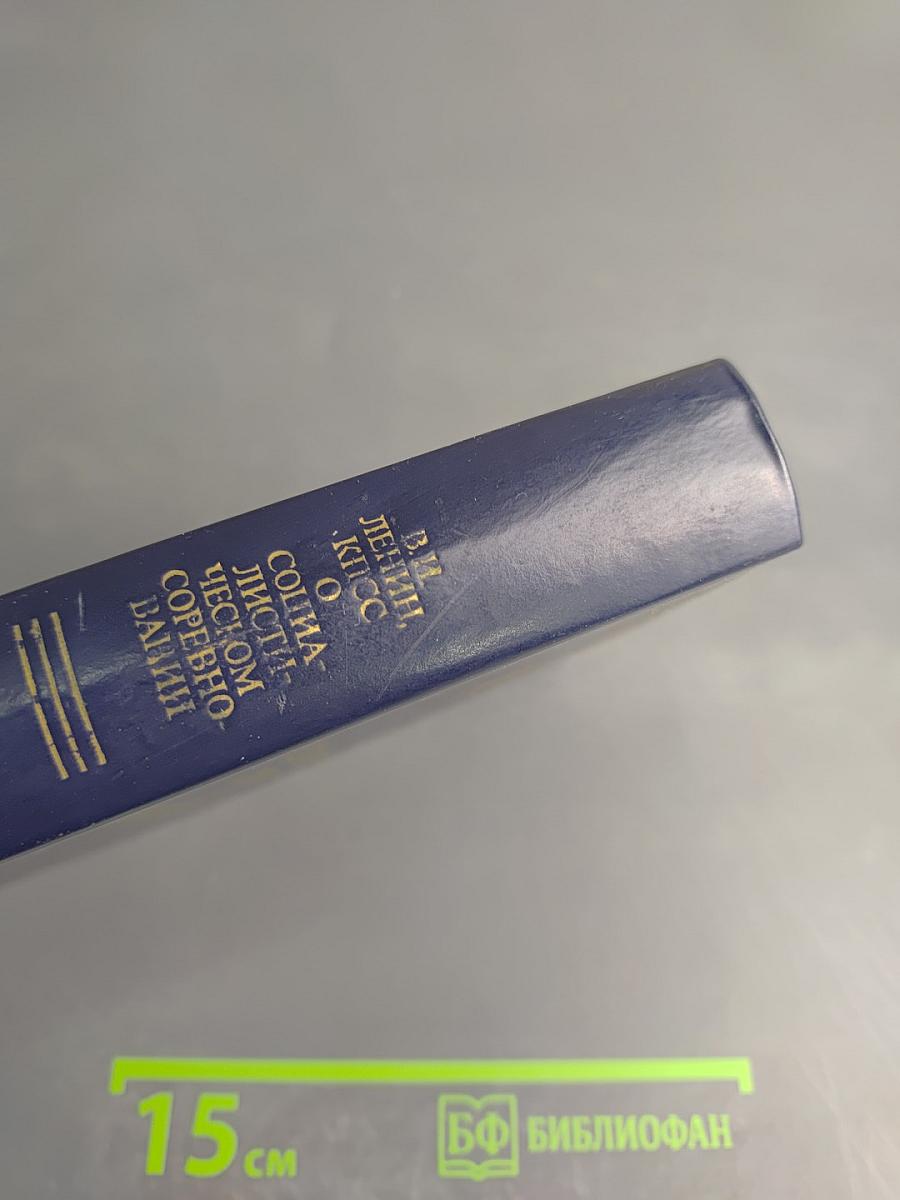 В.И.
ЛЕНИН,
КПСС
О
СОЦИА-
ЛИСТИ-
ЧЕСКОМ
СОРЕВНО
ВАНИИ
15 см
БФ БИБЛИОФАН